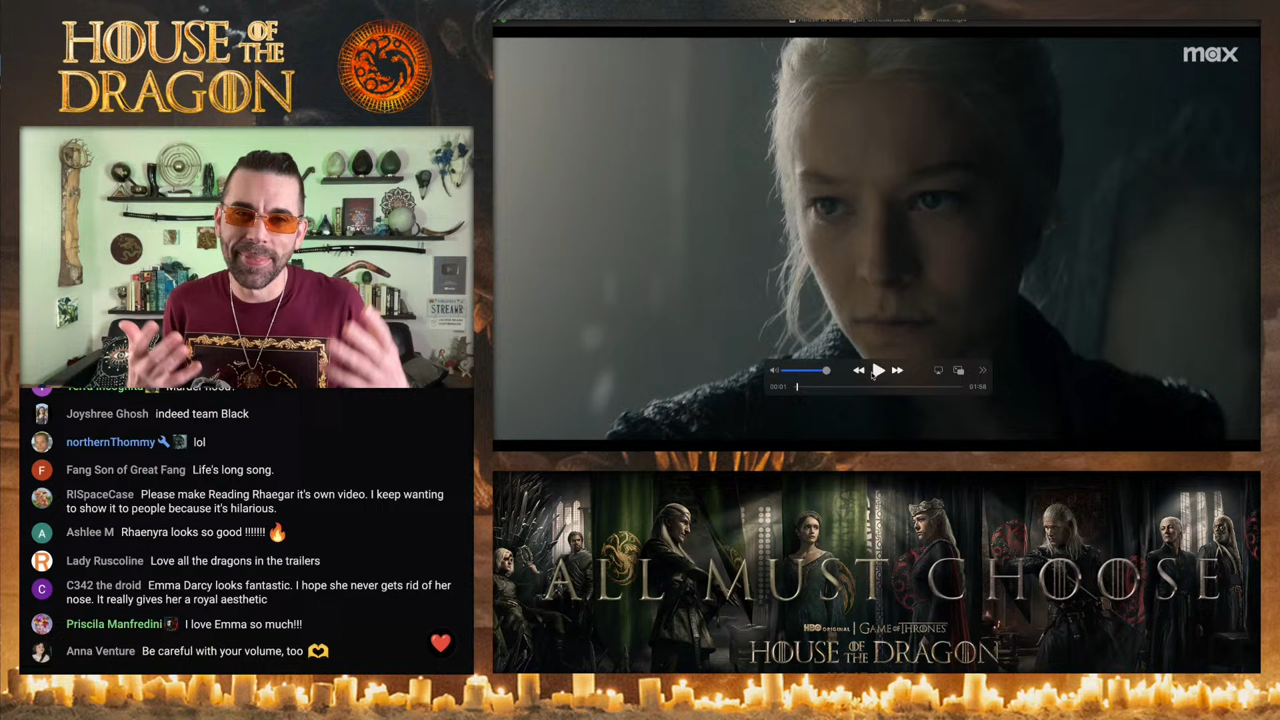 HOUSE OF THE
DRAGON
max
STREAWR
Joyshree Ghosh indeed team Black
northernThommy lol
F Fang Son of Great Fang Life's long song.
RISpaceCase Please make Reading Rhaegar it's own video. I keep wanting
to show it to people because it's hilarious.
A Ashlee M Rhaenyra looks so good !!!!!!!
R Lady Ruscoline Love all the dragons in the trailers
C C342 the droid Emma Darcy looks fantastic. I hope she never gets rid of her
nose. It really gives her a royal aesthetic
Priscila Manfredini I love Emma so much!!!
Anna Venture Be careful with your volume, too
00:01 01:58
ALL MUST CHOOSE
HBO ORIGINAL | GAME OF THRONES
HOUSE OF THE DRAGON